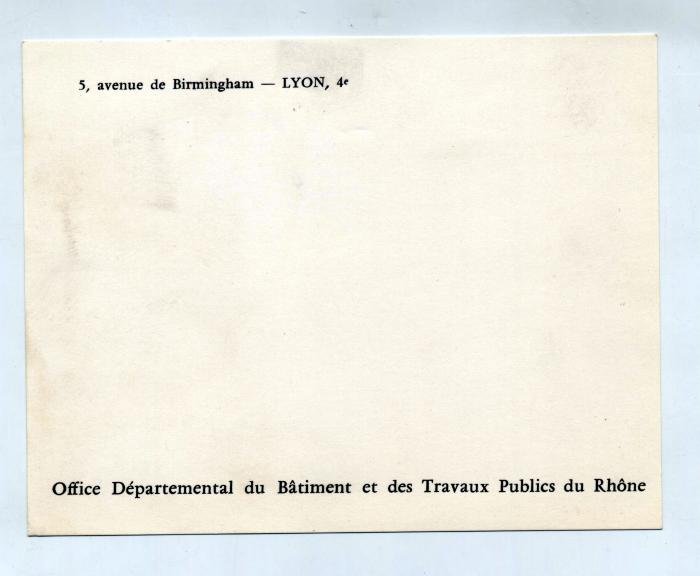 5, avenue de Birmingham — LYON, 4e
Office Départemental du Bâtiment et des Travaux Publics du Rhône